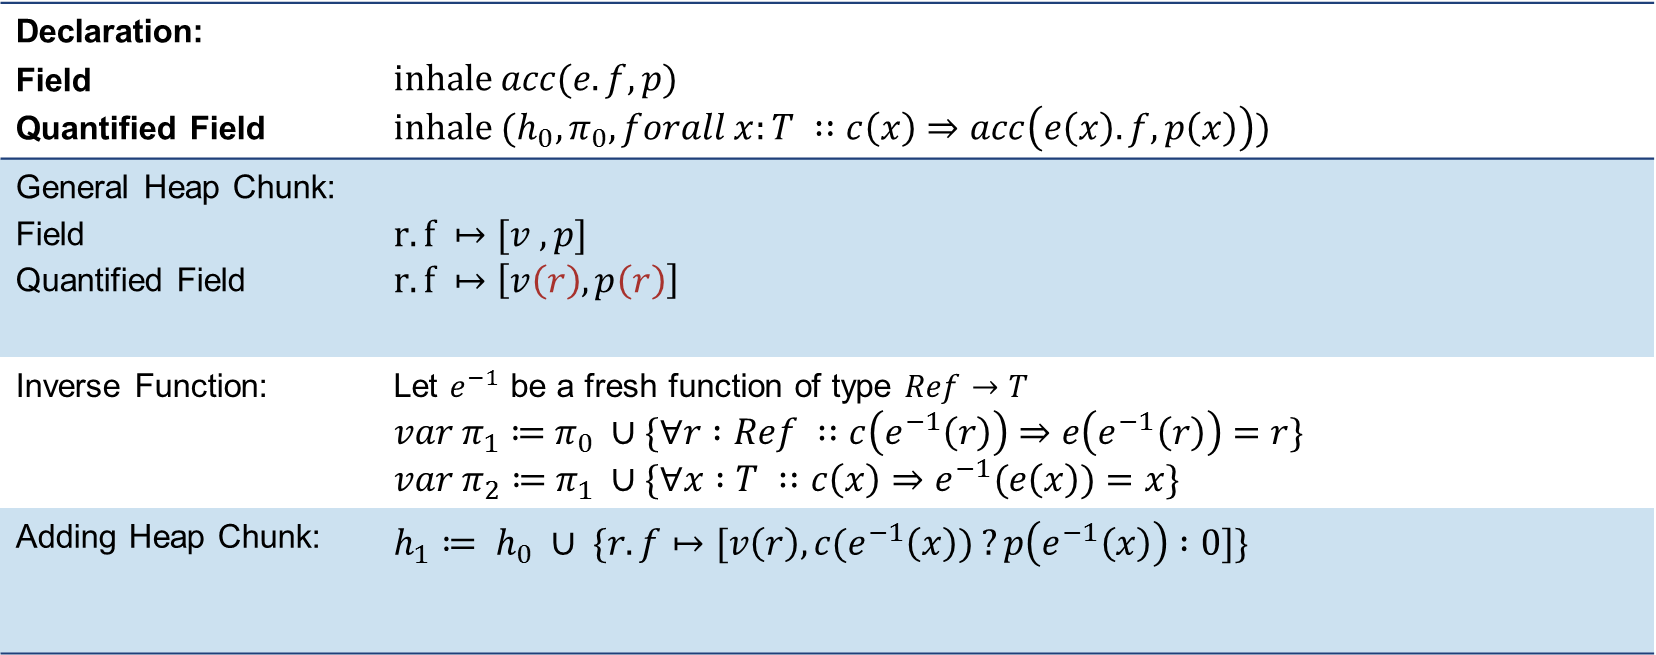 Declaration:
Field inhale acc(e.f, p)
Quantified Field inhale (h₀, π₀, forall x: T :: c(x) ⇒ acc(e(x).f, p(x)))
General Heap Chunk:
Field r.f ↦ [v , p]
Quantified Field r.f ↦ [v(r), p(r)]
Inverse Function: Let e⁻¹ be a fresh function of type Ref → T
var π₁ ≔ π₀ ∪ {∀r : Ref :: c(e⁻¹(r)) ⇒ e(e⁻¹(r)) = r}
var π₂ ≔ π₁ ∪ {∀x : T :: c(x) ⇒ e⁻¹(e(x)) = x}
Adding Heap Chunk: h₁ ≔ h₀ ∪ {r.f ↦ [v(r), c(e⁻¹(x)) ? p(e⁻¹(x)) : 0]}